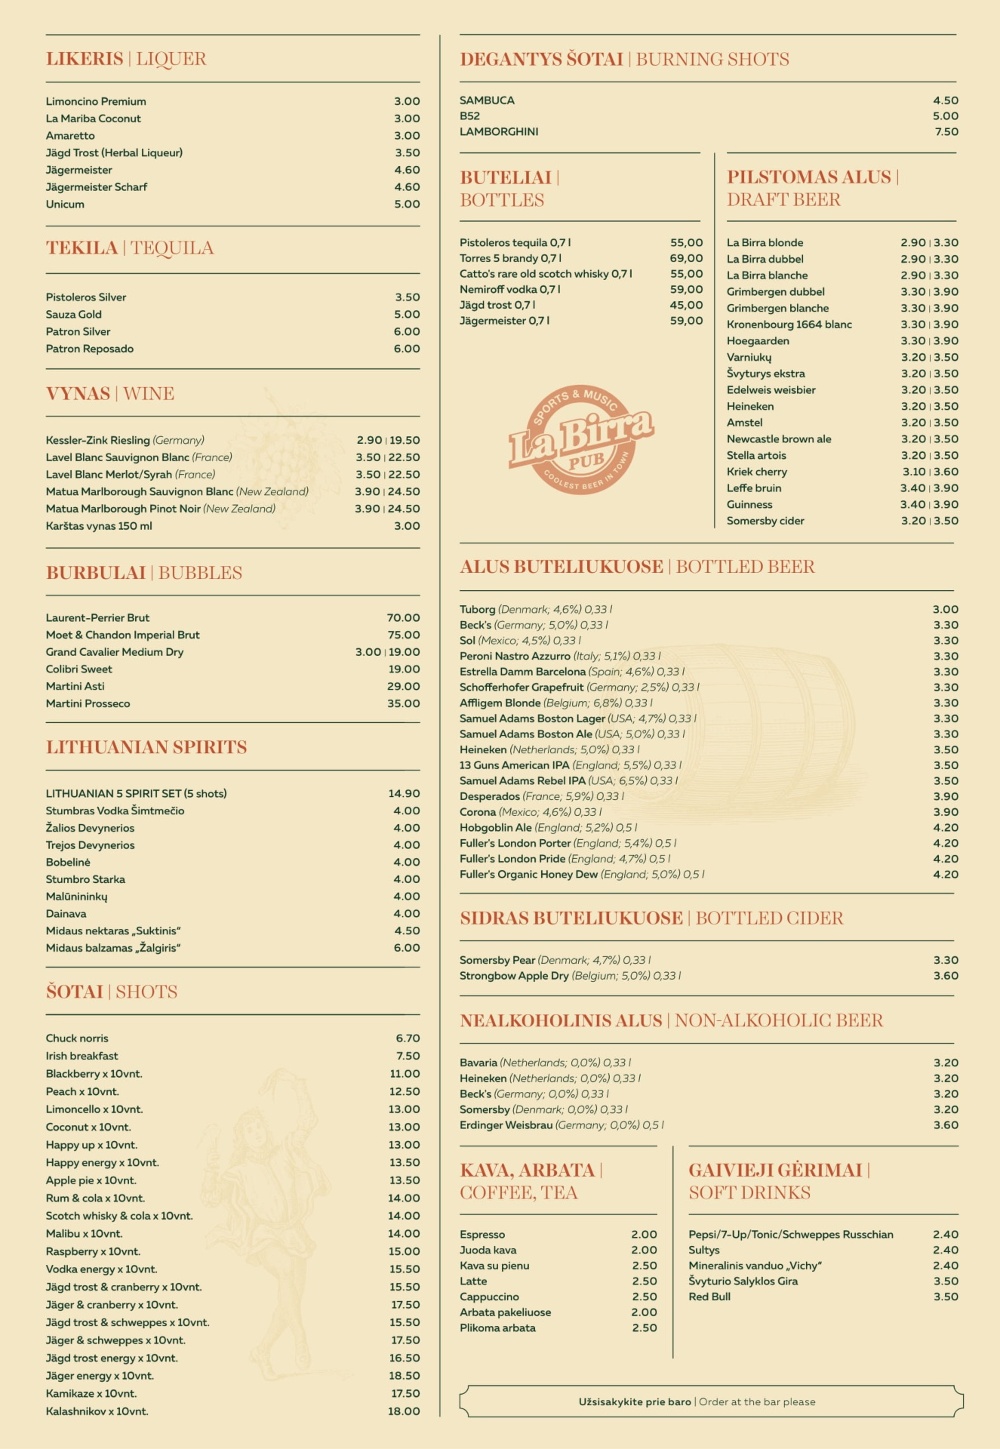 LIKERIS | LIQUER
Limoncino Premium 3.00
La Mariba Coconut 3.00
Amaretto 3.00
Jägd Trost (Herbal Liqueur) 3.50
Jägermeister 4.60
Jägermeister Scharf 4.60
Unicum 5.00
TEKILA | TEQUILA
Pistoleros Silver 3.50
Sauza Gold 5.00
Patron Silver 6.00
Patron Reposado 6.00
VYNAS | WINE
Kessler-Zink Riesling (Germany) 2.90 | 19.50
Lavel Blanc Sauvignon Blanc (France) 3.50 | 22.50
Lavel Blanc Merlot/Syrah (France) 3.50 | 22.50
Matua Marlborough Sauvignon Blanc (New Zealand) 3.90 | 24.50
Matua Marlborough Pinot Noir (New Zealand) 3.90 | 24.50
Karštas vynas 150 ml 3.00
BURBULAI | BUBBLES
Laurent-Perrier Brut 70.00
Moet & Chandon Imperial Brut 75.00
Grand Cavalier Medium Dry 3.00 | 19.00
Colibri Sweet 19.00
Martini Asti 29.00
Martini Prosseco 35.00
LITHUANIAN SPIRITS
LITHUANIAN 5 SPIRIT SET (5 shots) 14.90
Stumbras Vodka Šimtmečio 4.00
Žalios Devynerios 4.00
Trejos Devynerios 4.00
Bobelinė 4.00
Stumbro Starka 4.00
Malūnininkų 4.00
Dainava 4.00
Midaus nektaras „Suktinis“ 4.50
Midaus balzamas „Žalgiris“ 6.00
ŠOTAI | SHOTS
Chuck norris 6.70
Irish breakfast 7.50
Blackberry x 10vnt. 11.00
Peach x 10vnt. 12.50
Limoncello x 10vnt. 13.00
Coconut x 10vnt. 13.00
Happy up x 10vnt. 13.00
Happy energy x 10vnt. 13.50
Apple pie x 10vnt. 13.50
Rum & cola x 10vnt. 14.00
Scotch whisky & cola x 10vnt. 14.00
Malibu x 10vnt. 14.00
Raspberry x 10vnt. 15.00
Vodka energy x 10vnt. 15.50
Jägd trost & cranberry x 10vnt. 15.50
Jäger & cranberry x 10vnt. 17.50
Jägd trost & schweppes x 10vnt. 15.50
Jäger & schweppes x 10vnt. 17.50
Jägd trost energy x 10vnt. 16.50
Jäger energy x 10vnt. 18.50
Kamikaze x 10vnt. 17.50
Kalashnikov x 10vnt. 18.00
DEGANTYS ŠOTAI | BURNING SHOTS
SAMBUCA 4.50
B52 5.00
LAMBORGHINI 7.50
BUTELIAI |
BOTTLES
Pistoleros tequila 0,7 l 55,00
Torres 5 brandy 0,7 l 69,00
Catto's rare old scotch whisky 0,7 l 55,00
Nemiroff vodka 0,7 l 59,00
Jägd trost 0,7 l 45,00
Jägermeister 0,7 l 59,00
SPORTS & MUSIC
La Birra
PUB
COOLEST BEER IN TOWN
PILSTOMAS ALUS |
DRAFT BEER
La Birra blonde 2.90 | 3.30
La Birra dubbel 2.90 | 3.30
La Birra blanche 2.90 | 3.30
Grimbergen dubbel 3.30 | 3.90
Grimbergen blanche 3.30 | 3.90
Kronenbourg 1664 blanc 3.30 | 3.90
Hoegaarden 3.30 | 3.90
Varniukų 3.20 | 3.50
Švyturys ekstra 3.20 | 3.50
Edelweis weisbier 3.20 | 3.50
Heineken 3.20 | 3.50
Amstel 3.20 | 3.50
Newcastle brown ale 3.20 | 3.50
Stella artois 3.20 | 3.50
Kriek cherry 3.10 | 3.60
Leffe bruin 3.40 | 3.90
Guinness 3.40 | 3.90
Somersby cider 3.20 | 3.50
ALUS BUTELIUKUOSE | BOTTLED BEER
Tuborg (Denmark; 4,6%) 0,33 l 3.00
Beck's (Germany; 5,0%) 0,33 l 3.30
Sol (Mexico; 4,5%) 0,33 l 3.30
Peroni Nastro Azzurro (Italy; 5,1%) 0,33 l 3.30
Estrella Damm Barcelona (Spain; 4,6%) 0,33 l 3.30
Schofferhofer Grapefruit (Germany; 2,5%) 0,33 l 3.30
Affligem Blonde (Belgium; 6,8%) 0,33 l 3.30
Samuel Adams Boston Lager (USA; 4,7%) 0,33 l 3.30
Samuel Adams Boston Ale (USA; 5,0%) 0,33 l 3.30
Heineken (Netherlands; 5,0%) 0,33 l 3.50
13 Guns American IPA (England; 5,5%) 0,33 l 3.50
Samuel Adams Rebel IPA (USA; 6,5%) 0,33 l 3.50
Desperados (France; 5,9%) 0,33 l 3.90
Corona (Mexico; 4,6%) 0,33 l 3.90
Hobgoblin Ale (England; 5,2%) 0,5 l 4.20
Fuller's London Porter (England; 5,4%) 0,5 l 4.20
Fuller's London Pride (England; 4,7%) 0,5 l 4.20
Fuller's Organic Honey Dew (England; 5,0%) 0,5 l 4.20
SIDRAS BUTELIUKUOSE | BOTTLED CIDER
Somersby Pear (Denmark; 4,7%) 0,33 l 3.30
Strongbow Apple Dry (Belgium; 5,0%) 0,33 l 3.60
NEALKOHOLINIS ALUS | NON-ALKOHOLIC BEER
Bavaria (Netherlands; 0,0%) 0,33 l 3.20
Heineken (Netherlands; 0,0%) 0,33 l 3.20
Beck's (Germany; 0,0%) 0,33 l 3.20
Somersby (Denmark; 0,0%) 0,33 l 3.20
Erdinger Weisbrau (Germany; 0,0%) 0,5 l 3.60
KAVA, ARBATA |
COFFEE, TEA
Espresso 2.00
Juoda kava 2.00
Kava su pienu 2.50
Latte 2.50
Cappuccino 2.50
Arbata pakeliuose 2.00
Plikoma arbata 2.50
GAIVIEJI GĖRIMAI |
SOFT DRINKS
Pepsi/7-Up/Tonic/Schweppes Russchian 2.40
Sultys 2.40
Mineralinis vanduo „Vichy“ 2.40
Švyturio Salyklos Gira 3.50
Red Bull 3.50
Užsisakykite prie baro | Order at the bar please